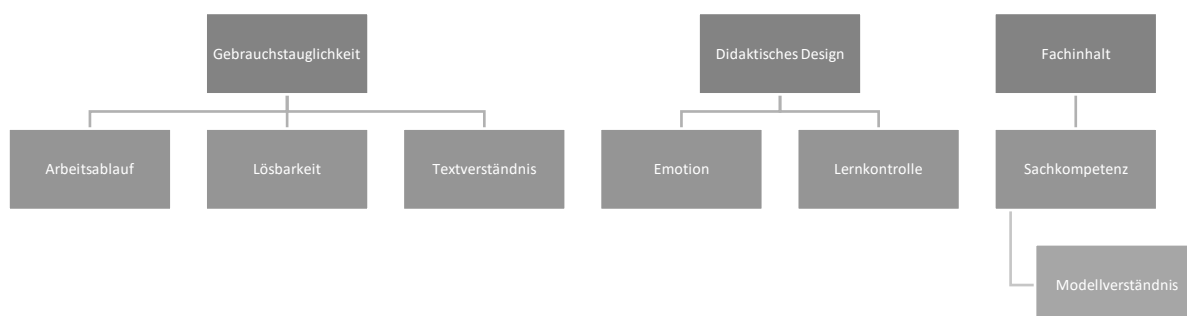 Gebrauchstauglichkeit
Didaktisches Design
Fachinhalt
Arbeitsablauf
Lösbarkeit
Textverständnis
Emotion
Lernkontrolle
Sachkompetenz
Modellverständnis